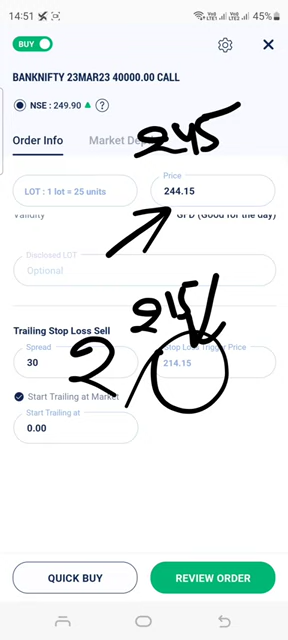 14:51 45%
BUY
BANKNIFTY 23MAR23 40000.00 CALL
NSE: 249.90 ▲ ?
245
Order Info Market
Price
LOT: 1 lot = 25 units 244.15
Validity GFD (Good for the day)
Disclosed LOT
Optional
215
Trailing Stop Loss Sell
Spread Stop Loss Trigger Price
30 2 214.15
Start Trailing at Market
Start Trailing at
0.00
QUICK BUY REVIEW ORDER